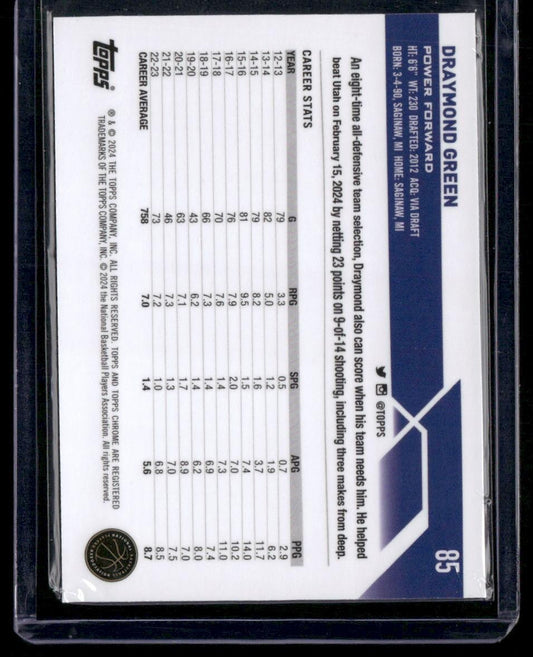 DRAYMOND GREEN
85
POWER FORWARD
HT: 6'6" WT: 230 DRAFTED: 2012 ACQ: VIA DRAFT
BORN: 3-4-90, SAGINAW, MI HOME: SAGINAW, MI
@TOPPS
An eight-time all-defensive team selection, Draymond also can score when his team needs him. He helped
beat Utah on February 15, 2024 by netting 23 points on 9-of-14 shooting, including three makes from deep.
CAREER STATS
YEAR G RPG SPG APG PPG
12-13 79 3.3 0.5 0.7 2.9
13-14 82 5.0 1.2 1.9 6.2
14-15 79 8.2 1.6 3.7 11.7
15-16 81 9.5 1.5 7.4 14.0
16-17 76 7.9 2.0 7.0 10.2
17-18 70 7.6 1.4 7.3 11.0
18-19 66 7.3 1.4 6.9 7.4
19-20 43 6.2 1.4 6.2 8.0
20-21 63 7.1 1.7 8.9 7.0
21-22 46 7.3 1.3 7.0 7.5
22-23 73 7.2 1.0 6.8 8.5
CAREER AVERAGE 758 7.0 1.4 5.6 8.7
Topps
® & © 2024 THE TOPPS COMPANY, INC. ALL RIGHTS RESERVED. TOPPS AND TOPPS CHROME ARE REGISTERED
TRADEMARKS OF THE TOPPS COMPANY, INC. © 2024 the National Basketball Players Association. All rights reserved.